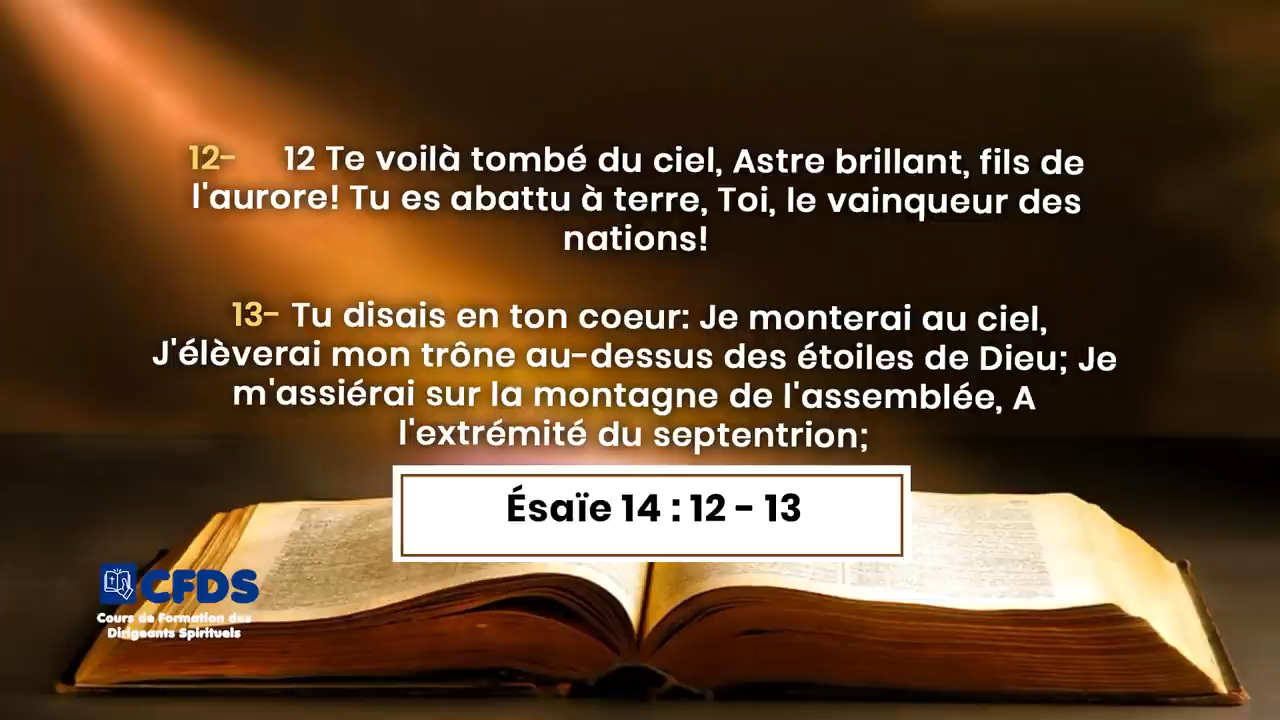 12- 12 Te voilà tombé du ciel, Astre brillant, fils de
l'aurore! Tu es abattu à terre, Toi, le vainqueur des
nations!
13- Tu disais en ton coeur: Je monterai au ciel,
J'élèverai mon trône au-dessus des étoiles de Dieu; Je
m'assiérai sur la montagne de l'assemblée, A
l'extrémité du septentrion;
Ésaïe 14 : 12 - 13
CFDS
Cours de Formation des
Dirigeants Spirituels